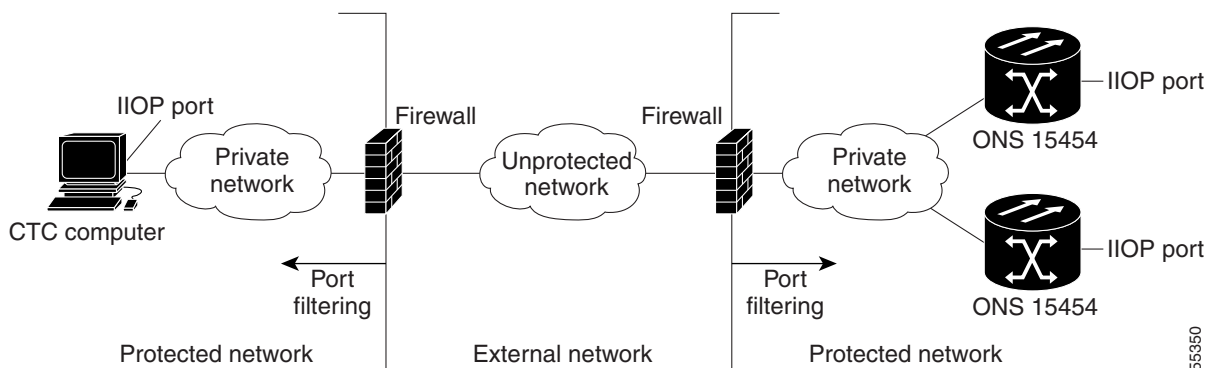 IIOP port
Firewall
Firewall
IIOP port
Private
network
Unprotected
network
Private
network
ONS 15454
CTC computer
IIOP port
Port
filtering
Port
filtering
ONS 15454
Protected network
External network
Protected network
55350